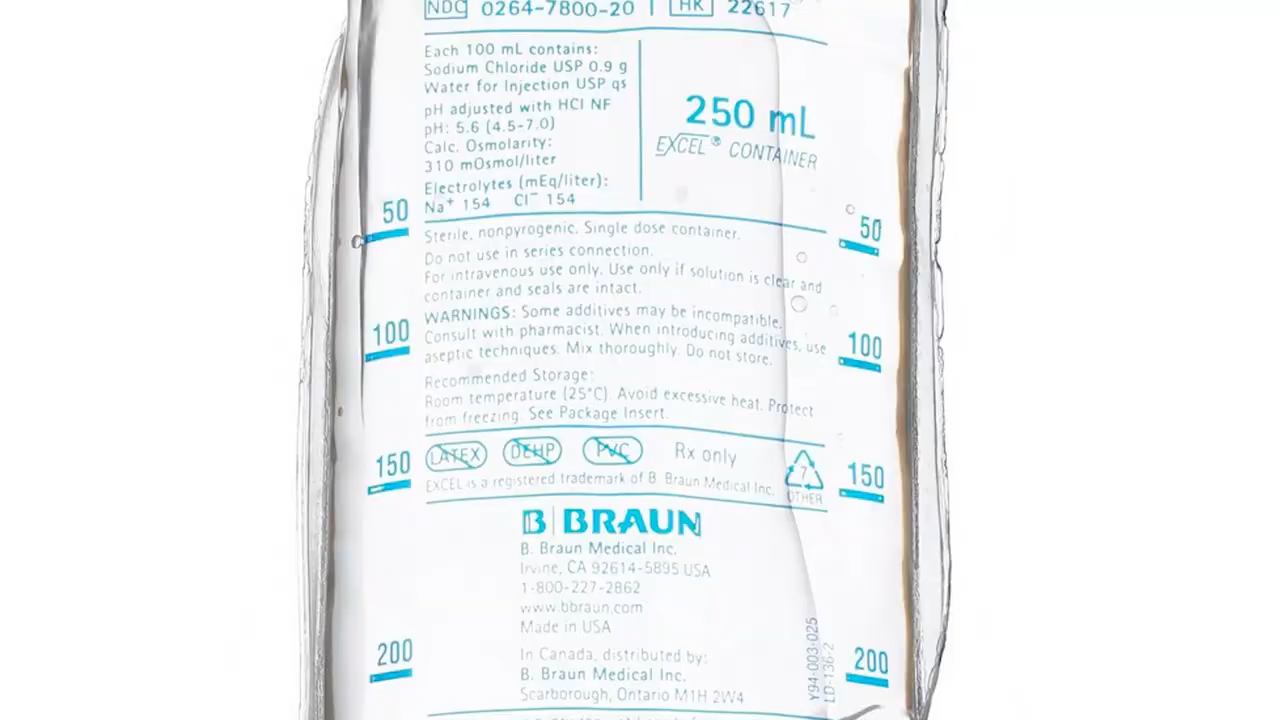 NDC 0264-7800-20 | HK 22617
Each 100 mL contains:
Sodium Chloride USP 0.9 g
Water for Injection USP qs
pH adjusted with HCl NF
pH: 5.6 (4.5-7.0)
Calc. Osmolarity:
310 mOsmol/liter
Electrolytes (mEq/liter):
Na⁺ 154 Cl⁻ 154
250 mL
EXCEL® CONTAINER
50
50
Sterile, nonpyrogenic. Single dose container.
Do not use in series connection.
For intravenous use only. Use only if solution is clear and
container and seals are intact.
WARNINGS: Some additives may be incompatible.
Consult with pharmacist. When introducing additives, use
aseptic techniques. Mix thoroughly. Do not store.
100
100
Recommended Storage:
Room temperature (25°C). Avoid excessive heat. Protect
from freezing. See Package Insert.
LATEX DEHP PVC Rx only
7
OTHER
150
150
EXCEL is a registered trademark of B. Braun Medical Inc.
B | BRAUN
B. Braun Medical Inc.
Irvine, CA 92614-5895 USA
1-800-227-2862
www.bbraun.com
Made in USA
In Canada, distributed by:
B. Braun Medical Inc.
Scarborough, Ontario M1H 2W4
200
200
Y94-003-025
LD-136-2